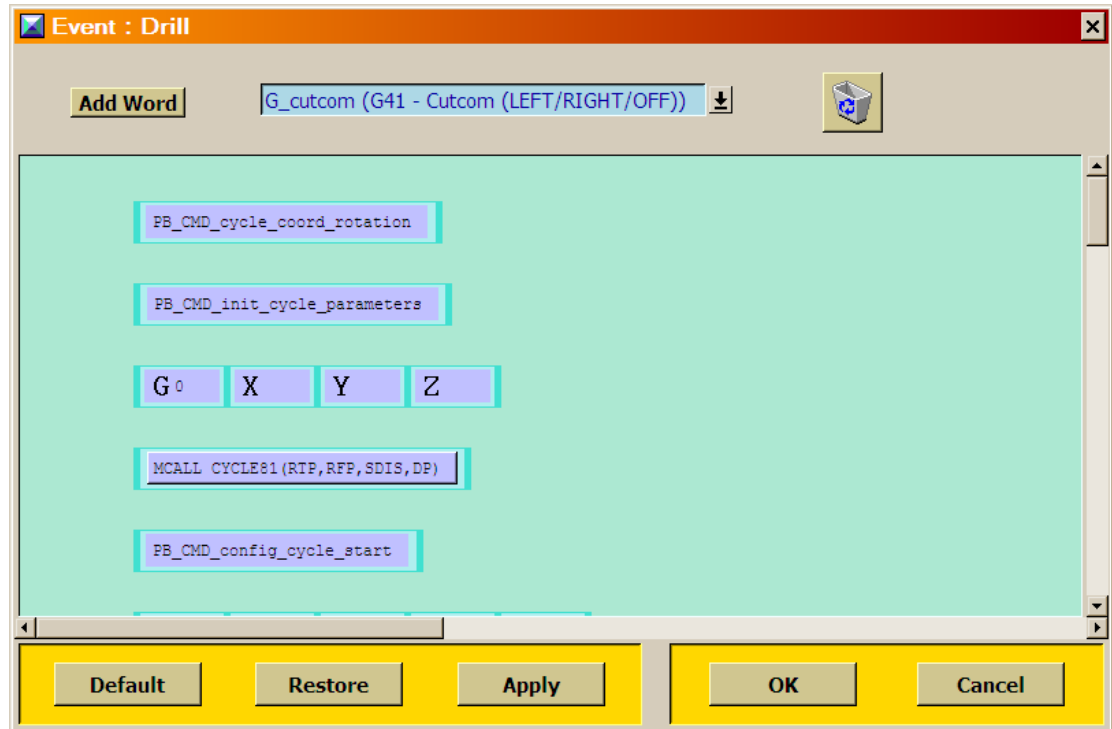 Event : Drill
Add Word G_cutcom (G41 - Cutcom (LEFT/RIGHT/OFF))
PB_CMD_cycle_coord_rotation
PB_CMD_init_cycle_parameters
G 0 X Y Z
MCALL CYCLE81(RTP,RFP,SDIS,DP)
PB_CMD_config_cycle_start
Default Restore Apply OK Cancel